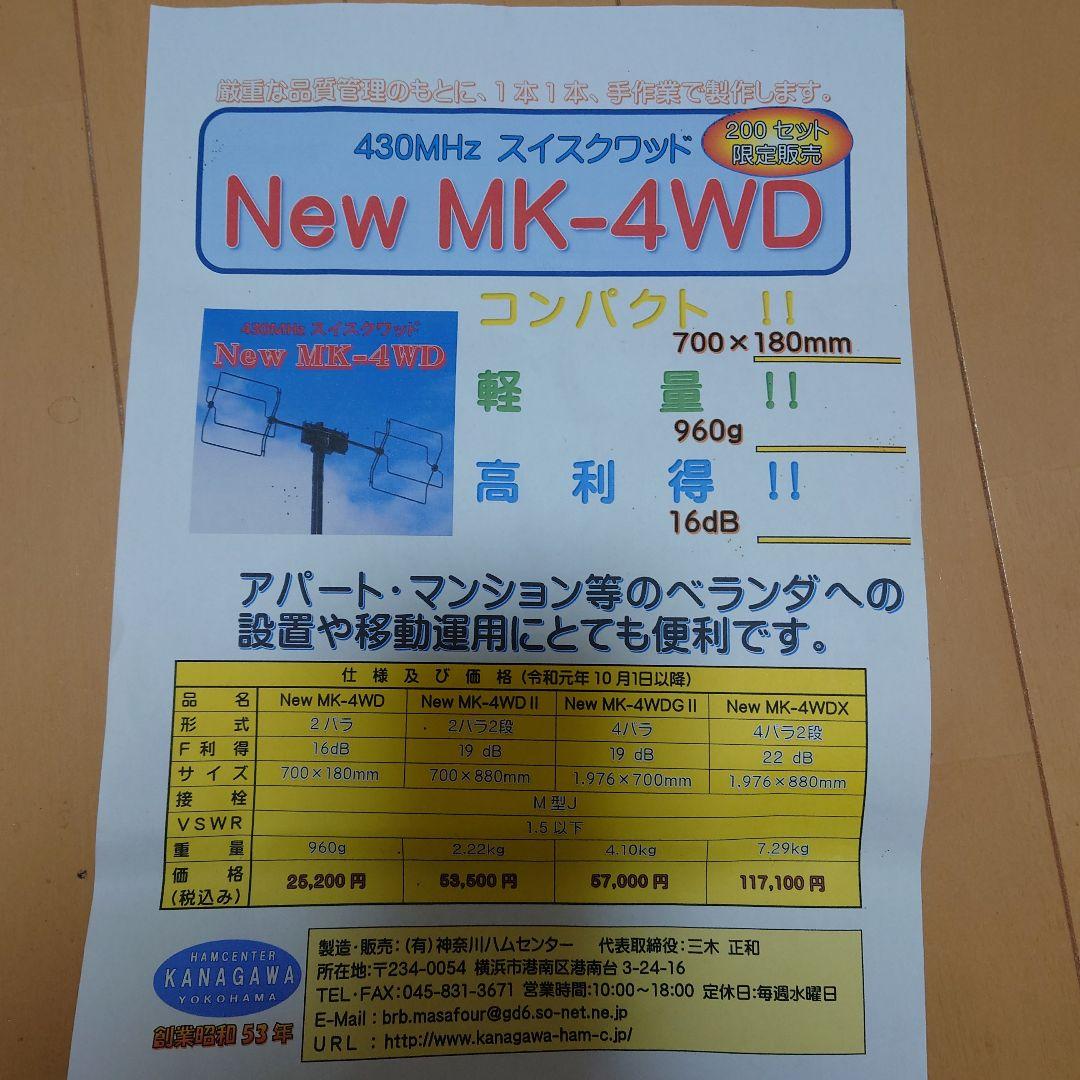 厳重な品質管理のもとに、1本1本、手作業で製作します。
430MHz スイスクワッド
200 セット
限定販売
New MK-4WD
430MHz スイスクワッド
New MK-4WD
コンパクト !!
700×180mm
軽量 !!
960g
高利得 !!
16dB
アパート・マンション等のベランダへの
設置や移動運用にとても便利です。
仕様及び価格(令和元年10月1日以降)
品名 New MK-4WD New MK-4WDⅡ New MK-4WDGⅡ New MK-4WDX
形式 2パラ 2パラ2段 4パラ 4パラ2段
F利得 16dB 19 dB 19 dB 22 dB
サイズ 700×180mm 700×880mm 1,976×700mm 1,976×880mm
接栓 M型J
VSWR 1.5以下
重量 960g 2.22kg 4.10kg 7.29kg
価格 25,200円 53,500円 57,000円 117,100円
(税込み)
HAMCENTER
KANAGAWA
YOKOHAMA
創業昭和53年
製造・販売:(有)神奈川ハムセンター 代表取締役:三木 正和
所在地:〒234-0054 横浜市港南区港南台 3-24-16
TEL・FAX:045-831-3671 営業時間:10:00～18:00 定休日:毎週水曜日
E-Mail : brb.masafour@gd6.so-net.ne.jp
URL : http://www.kanagawa-ham-c.jp/